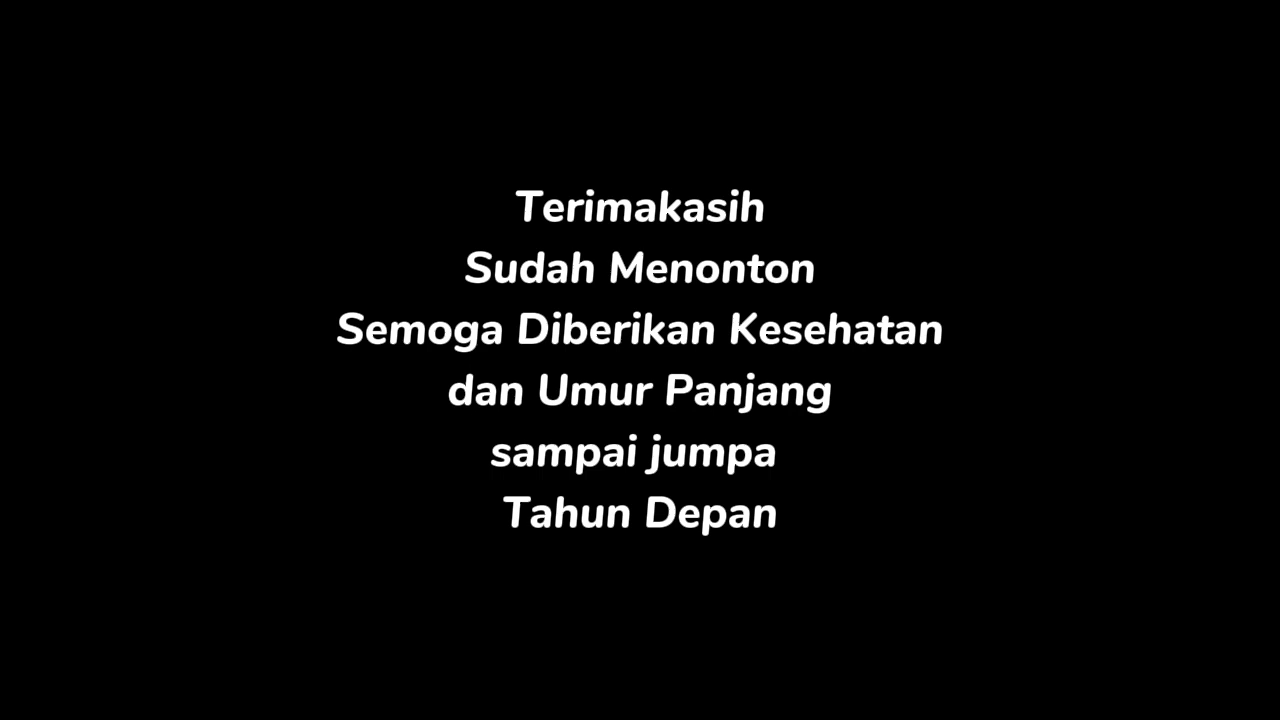 Terimakasih
Sudah Menonton
Semoga Diberikan Kesehatan
dan Umur Panjang
sampai jumpa
Tahun Depan